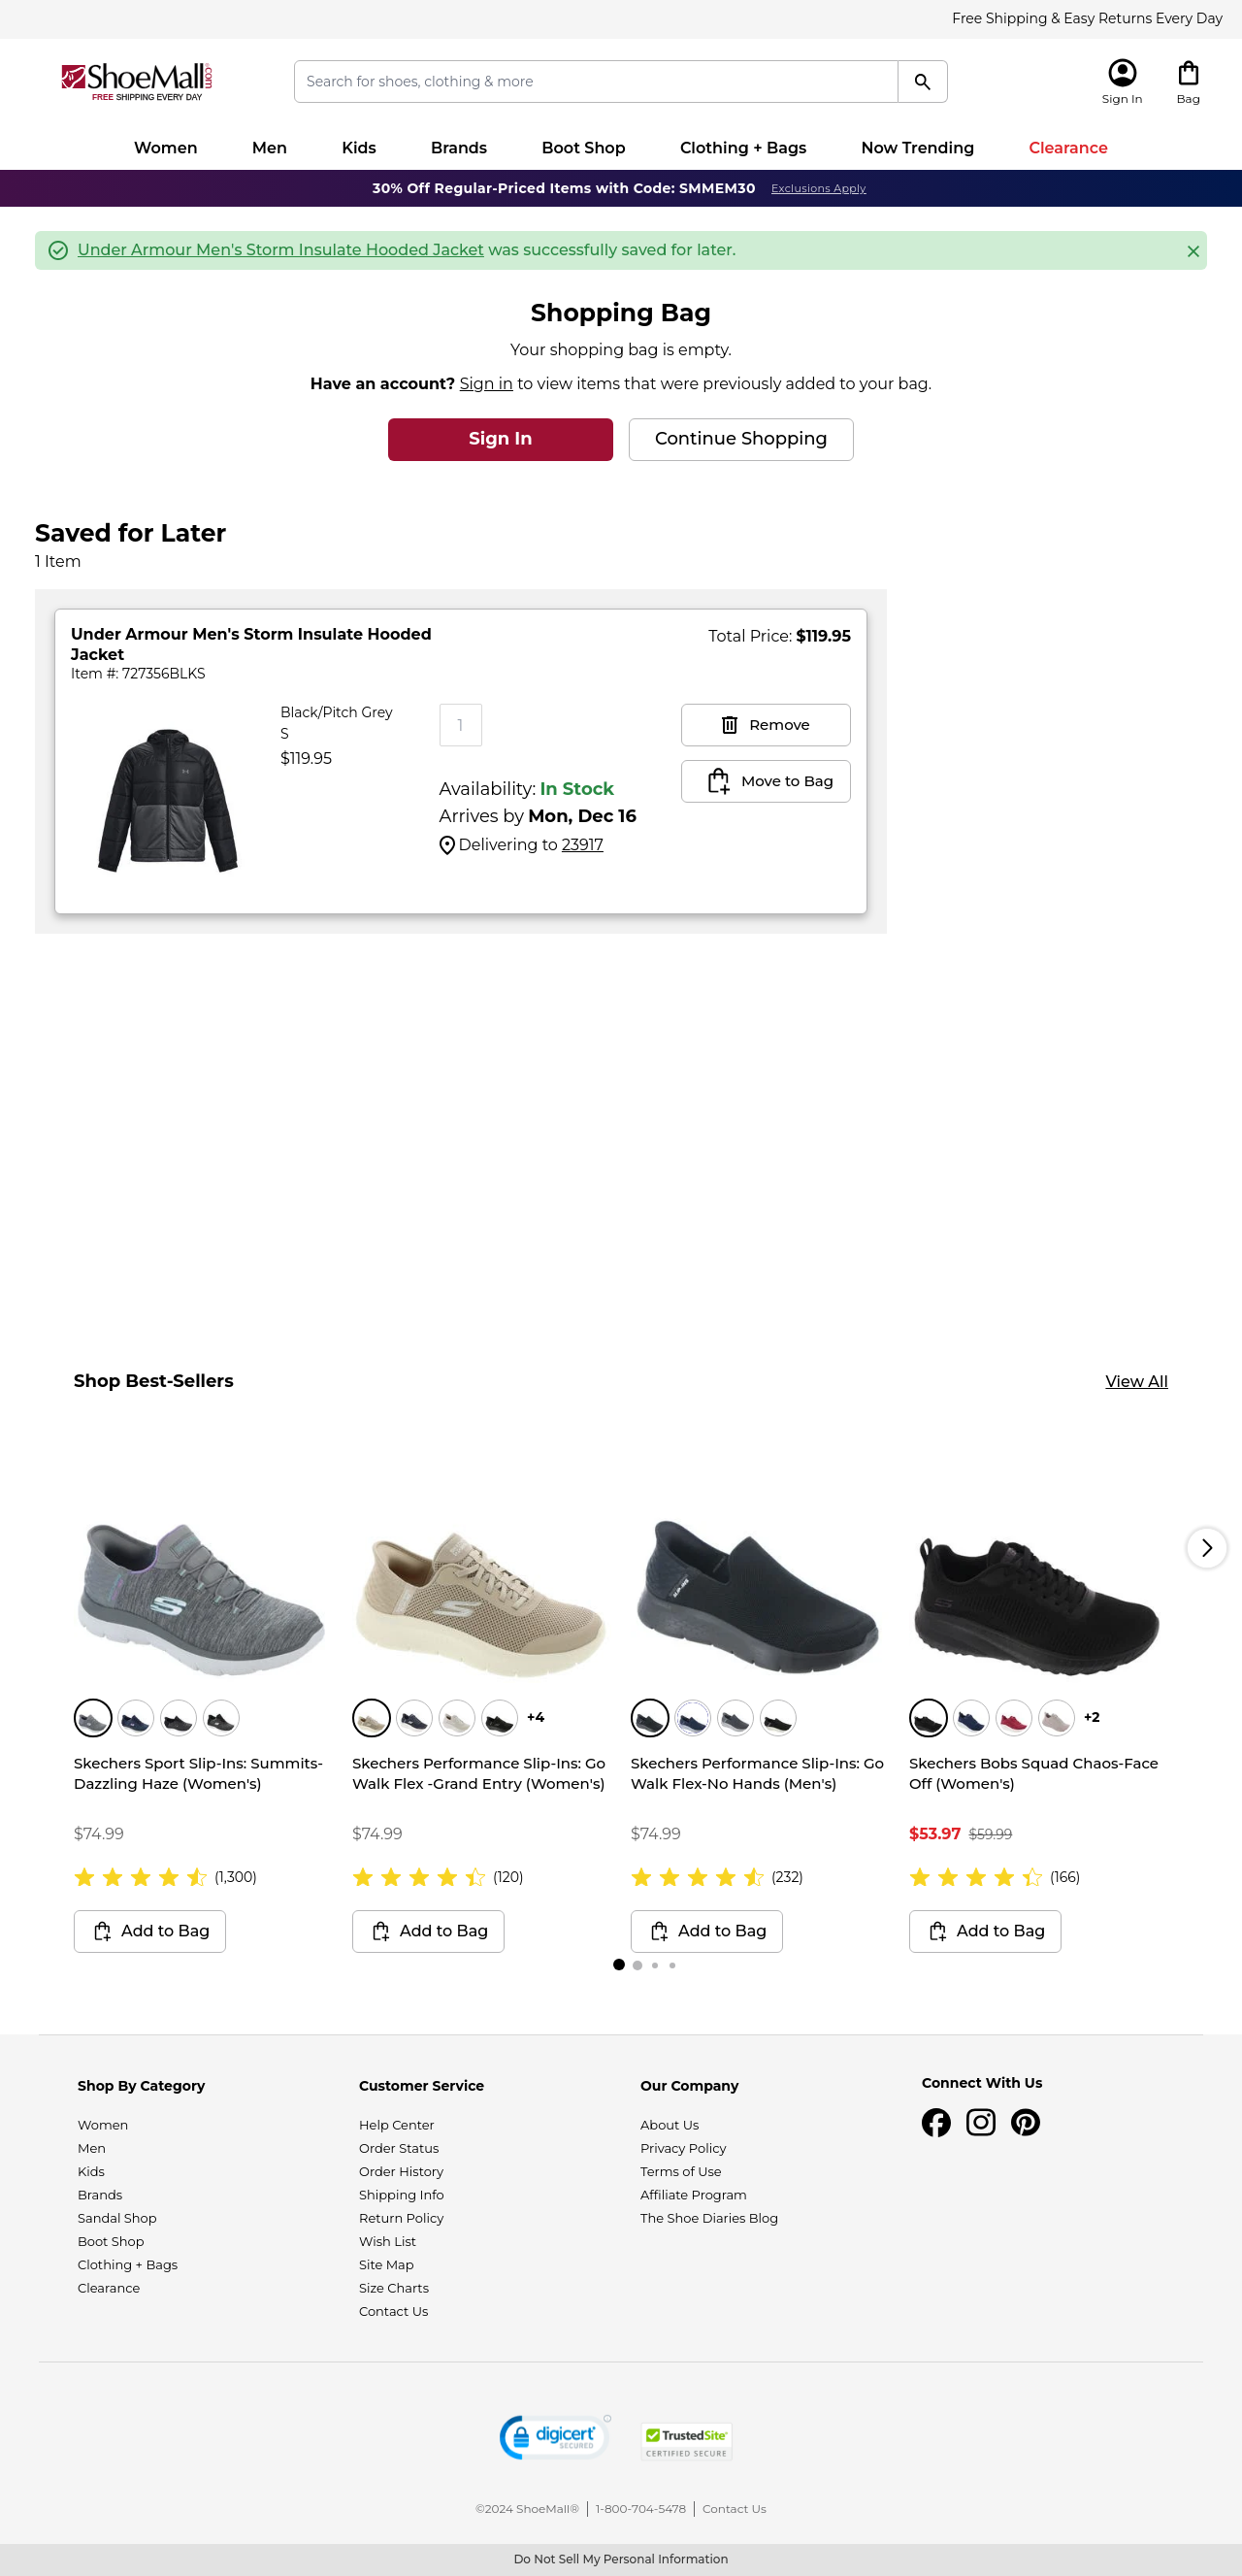 Free Shipping & Easy Returns Every Day
ShoeMall.com
FREE SHIPPING EVERY DAY
Search for shoes, clothing & more
Sign In
Bag
Women
Men
Kids
Brands
Boot Shop
Clothing + Bags
Now Trending
Clearance
30% Off Regular-Priced Items with Code: SMMEM30 Exclusions Apply
Under Armour Men's Storm Insulate Hooded Jacket was successfully saved for later.
Shopping Bag
Your shopping bag is empty.
Have an account? Sign in to view items that were previously added to your bag.
Sign In
Continue Shopping
Saved for Later
1 Item
Under Armour Men's Storm Insulate Hooded
Jacket
Item #: 727356BLKS
Total Price: $119.95
Black/Pitch Grey
S
$119.95
1
Availability: In Stock
Arrives by Mon, Dec 16
Delivering to 23917
Remove
Move to Bag
Shop Best-Sellers
View All
+4
+2
Skechers Sport Slip-Ins: Summits-
Dazzling Haze (Women's)
$74.99
(1,300)
Add to Bag
Skechers Performance Slip-Ins: Go
Walk Flex -Grand Entry (Women's)
$74.99
(120)
Add to Bag
Skechers Performance Slip-Ins: Go
Walk Flex-No Hands (Men's)
$74.99
(232)
Add to Bag
Skechers Bobs Squad Chaos-Face
Off (Women's)
$53.97 $59.99
(166)
Add to Bag
Shop By Category
Women
Men
Kids
Brands
Sandal Shop
Boot Shop
Clothing + Bags
Clearance
Customer Service
Help Center
Order Status
Order History
Shipping Info
Return Policy
Wish List
Site Map
Size Charts
Contact Us
Our Company
About Us
Privacy Policy
Terms of Use
Affiliate Program
The Shoe Diaries Blog
Connect With Us
digicert
SECURED
TrustedSite
CERTIFIED SECURE
©2024 ShoeMall® | 1-800-704-5478 | Contact Us
Do Not Sell My Personal Information